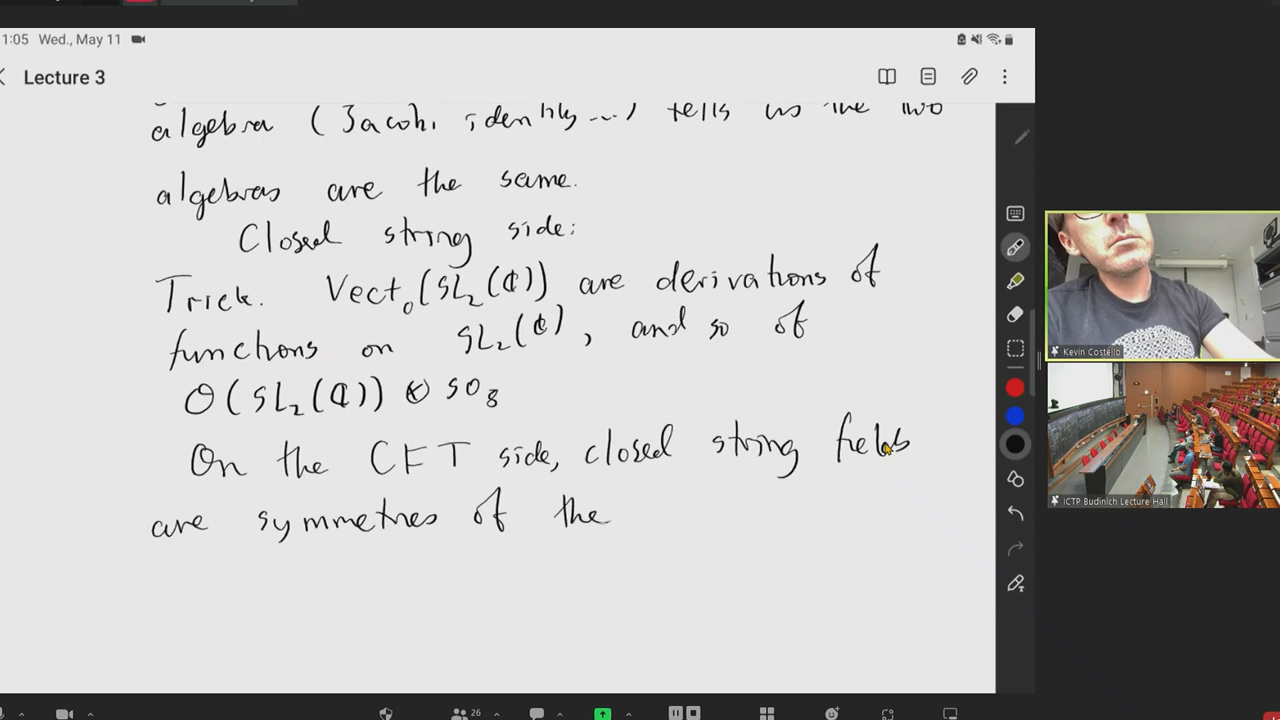 1:05 Wed., May 11
Lecture 3
algebra (Jacobi identity ...) tells us the two
algebras are the same.
Closed string side:
Trick. Vect₀(SL₂(ℂ)) are derivations of
functions on SL₂(ℂ), and so of
O(SL₂(ℂ)) ⊗ so₈
On the CFT side, closed string fields
are symmetries of the
Kevin Costello
ICTP Budinich Lecture Hall
26